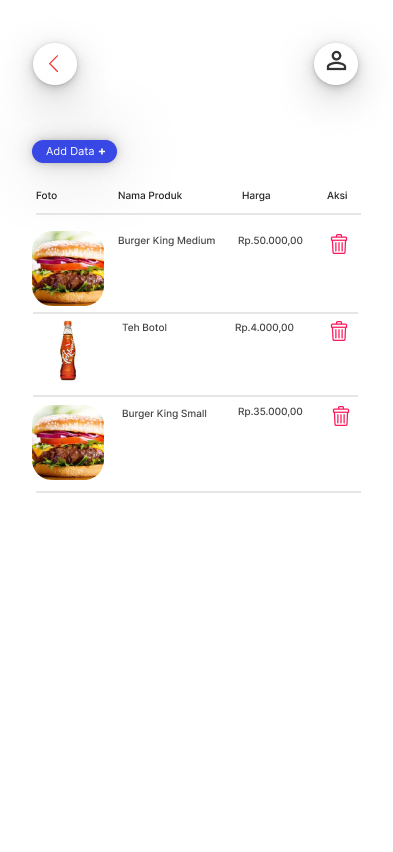 Add Data +
Foto Nama Produk Harga Aksi
Burger King Medium Rp.50.000,00
Teh Botol Rp.4.000,00
Burger King Small Rp.35.000,00